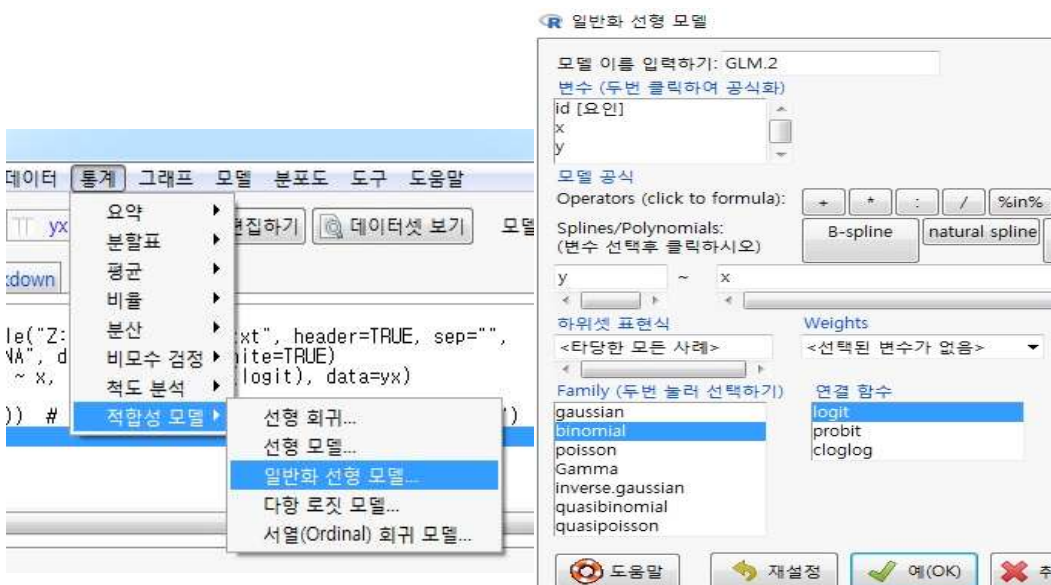 데이터 통계 그래프 모델 분포도 도구 도움말
yx 편집하기 데이터셋 보기 모델
kdown
요약
분할표
평균
비율
분산
비모수 검정
척도 분석
적합성 모델
le("Z: xt", header=TRUE, sep="",
NA", d ite=TRUE)
~ x, logit), data=yx)
)) # )
선형 회귀...
선형 모델...
일반화 선형 모델...
다항 로짓 모델...
서열(Ordinal) 회귀 모델...
일반화 선형 모델
모델 이름 입력하기: GLM.2
변수 (두번 클릭하여 공식화)
id [요인]
x
y
모델 공식
Operators (click to formula): + * : / %in%
Splines/Polynomials: B-spline natural spline
(변수 선택후 클릭하시오)
y ~ x
하위셋 표현식 Weights
<타당한 모든 사례> <선택된 변수가 없음>
Family (두번 눌러 선택하기) 연결 함수
gaussian logit
binomial probit
poisson cloglog
Gamma
inverse.gaussian
quasibinomial
quasipoisson
도움말 재설정 예(OK) 취